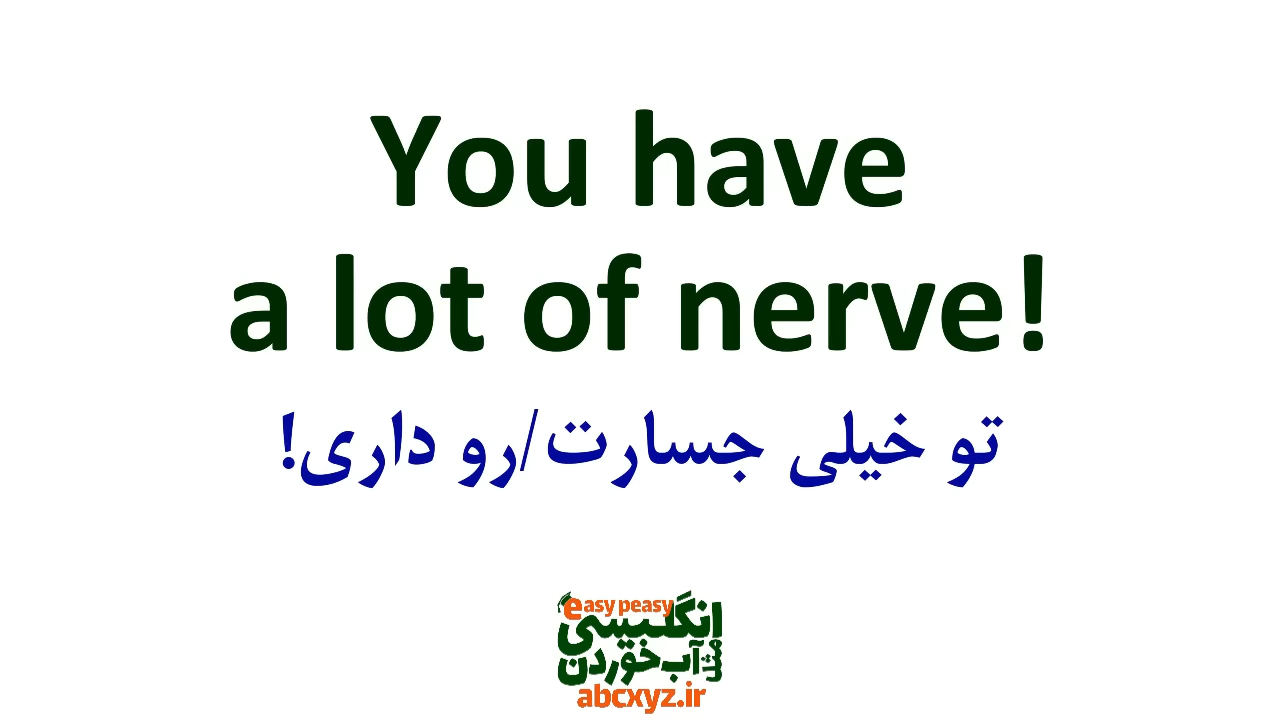 You have
a lot of nerve!
تو خیلی جسارت/رو داری!
easy peasy
انگلیسی
مثل
آب خوردن
abcxyz.ir